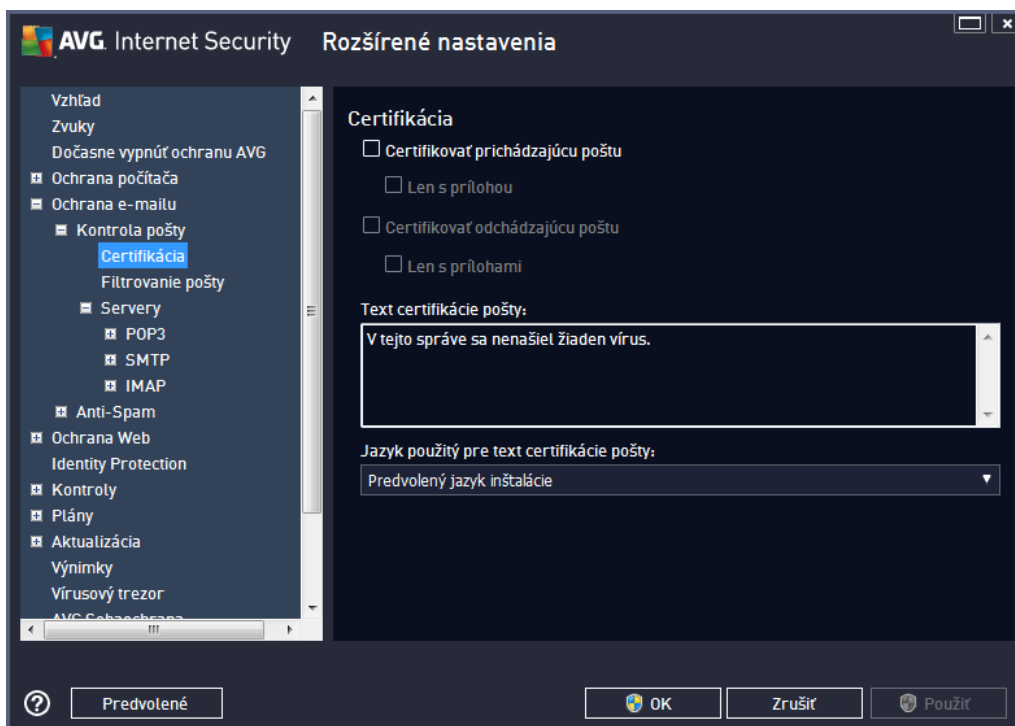 AVG. Internet Security Rozšírené nastavenia
Vzhľad
Zvuky
Dočasne vypnúť ochranu AVG
Ochrana počítača
Ochrana e-mailu
Kontrola pošty
Certifikácia
Filtrovanie pošty
Servery
POP3
SMTP
IMAP
Anti-Spam
Ochrana Web
Identity Protection
Kontroly
Plány
Aktualizácia
Výnimky
Vírusový trezor
AVG Sebaochrana
Certifikácia
Certifikovať prichádzajúcu poštu
Len s prílohou
Certifikovať odchádzajúcu poštu
Len s prílohami
Text certifikácie pošty:
V tejto správe sa nenašiel žiaden vírus.
Jazyk použitý pre text certifikácie pošty:
Predvolený jazyk inštalácie
Predvolené
OK
Zrušiť
Použiť